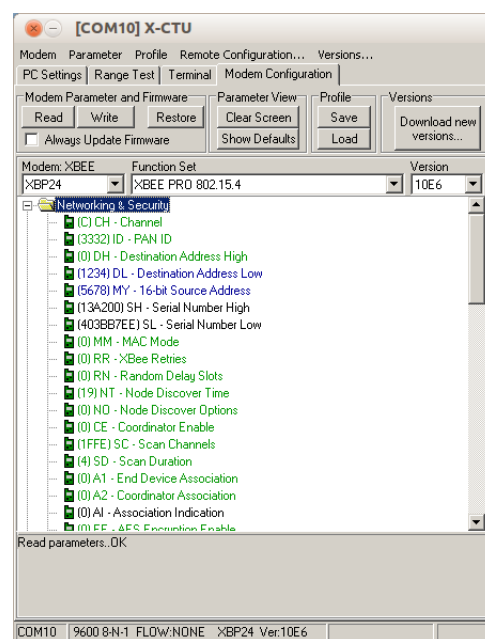 [COM10] X-CTU
Modem Parameter Profile Remote Configuration... Versions...
PC Settings Range Test Terminal Modem Configuration
Modem Parameter and Firmware Parameter View Profile Versions
Read Write Restore Clear Screen Save Download new versions...
Always Update Firmware Show Defaults Load
Modem: XBEE Function Set Version
XBP24 XBEE PRO 802.15.4 10E6
Networking & Security
(C) CH - Channel
(3332) ID - PAN ID
(0) DH - Destination Address High
(1234) DL - Destination Address Low
(5678) MY - 16-bit Source Address
(13A200) SH - Serial Number High
(403BB7EE) SL - Serial Number Low
(0) MM - MAC Mode
(0) RR - XBee Retries
(0) RN - Random Delay Slots
(19) NT - Node Discover Time
(0) NO - Node Discover Options
(0) CE - Coordinator Enable
(1FFE) SC - Scan Channels
(4) SD - Scan Duration
(0) A1 - End Device Association
(0) A2 - Coordinator Association
(0) AI - Association Indication
(0) EE - AES Encryption Enable
Read parameters..OK
COM10 9600 8-N-1 FLOW:NONE XBP24 Ver:10E6